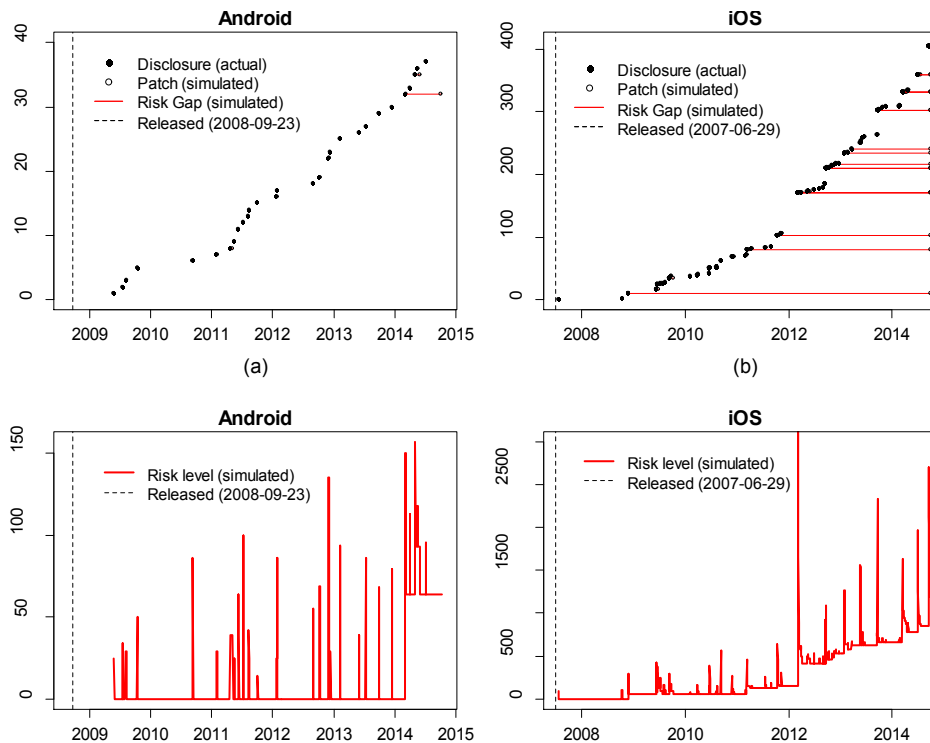 Android
iOS
40
30
20
10
0
Disclosure (actual)
Patch (simulated)
Risk Gap (simulated)
Released (2008-09-23)
2009 2010 2011 2012 2013 2014 2015
(a)
400
300
200
100
0
Disclosure (actual)
Patch (simulated)
Risk Gap (simulated)
Released (2007-06-29)
2008 2010 2012 2014
(b)
Android
iOS
150
100
50
0
Risk level (simulated)
Released (2008-09-23)
2009 2010 2011 2012 2013 2014 2015
2500
1500
500
0
Risk level (simulated)
Released (2007-06-29)
2008 2010 2012 2014